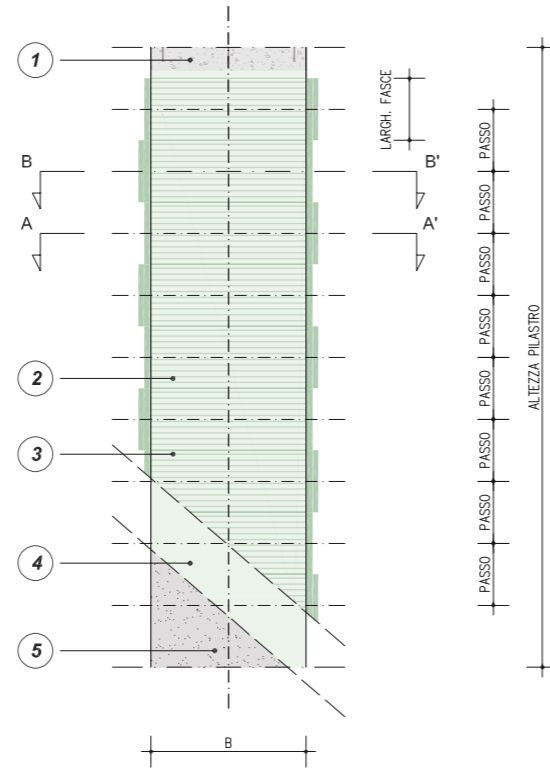 1
LARGH. FASCE
PASSO
B
B'
PASSO
A
A'
PASSO
PASSO
ALTEZZA PILASTRO
2
PASSO
3
PASSO
PASSO
4
PASSO
5
B